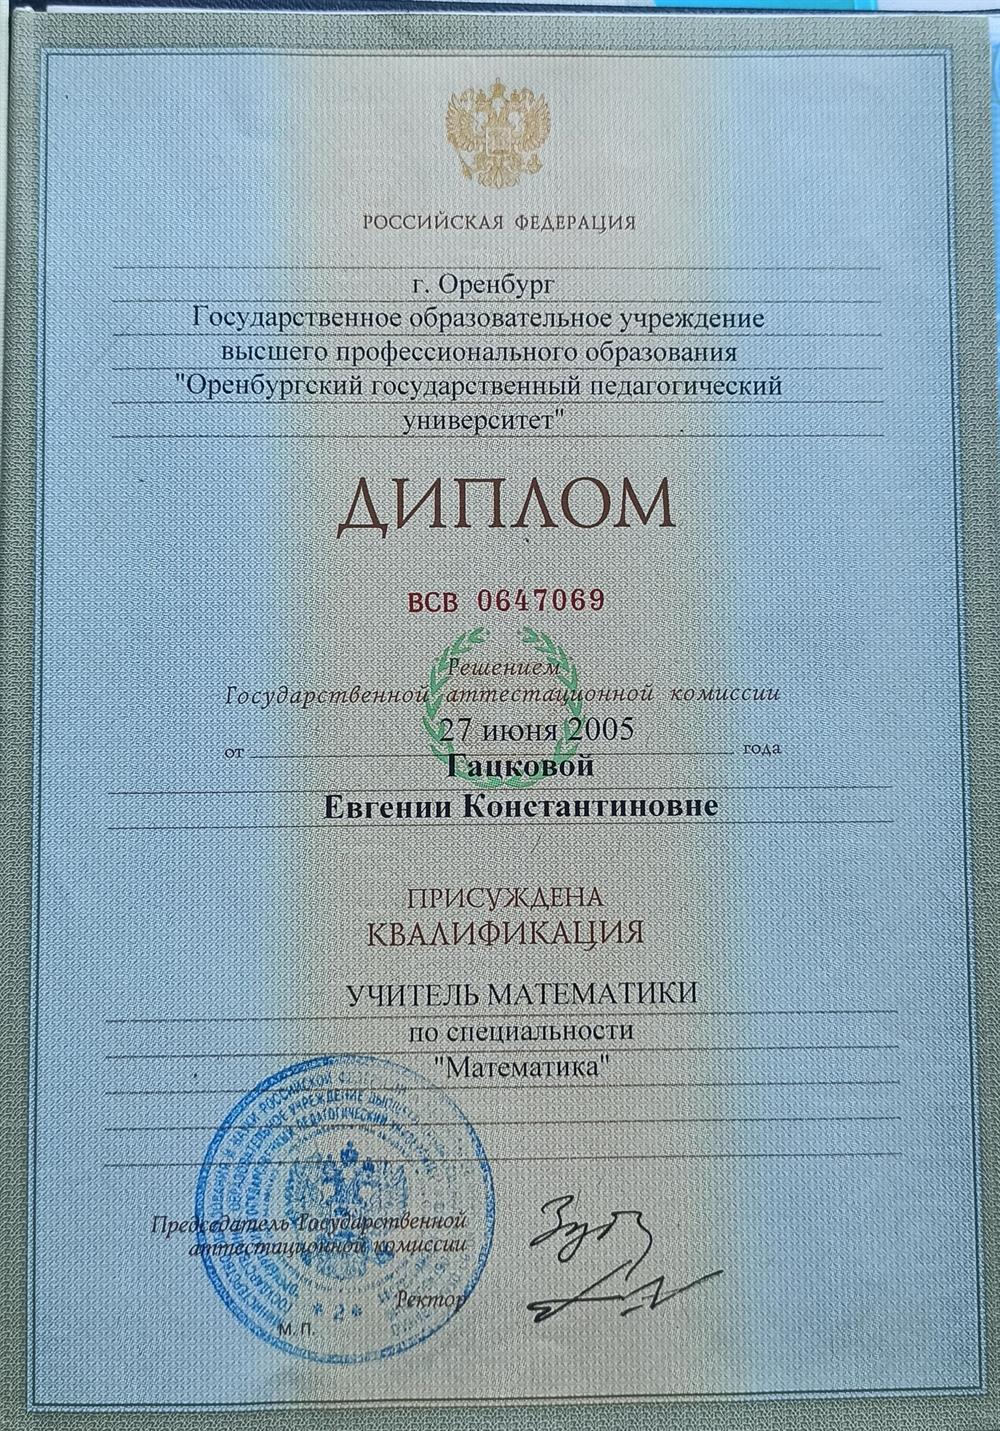 РОССИЙСКАЯ ФЕДЕРАЦИЯ
г. Оренбург
Государственное образовательное учреждение
высшего профессионального образования
"Оренбургский государственный педагогический
университет"
ДИПЛОМ
ВСВ 0647069
Решением
Государственной аттестационной комиссии
27 июня 2005
от года
Гацковой
Евгении Константиновне
ПРИСУЖДЕНА
КВАЛИФИКАЦИЯ
УЧИТЕЛЬ МАТЕМАТИКИ
по специальности
"Математика"
Председатель Государственной
аттестационной комиссии
Ректор
* 2 *
М. П.